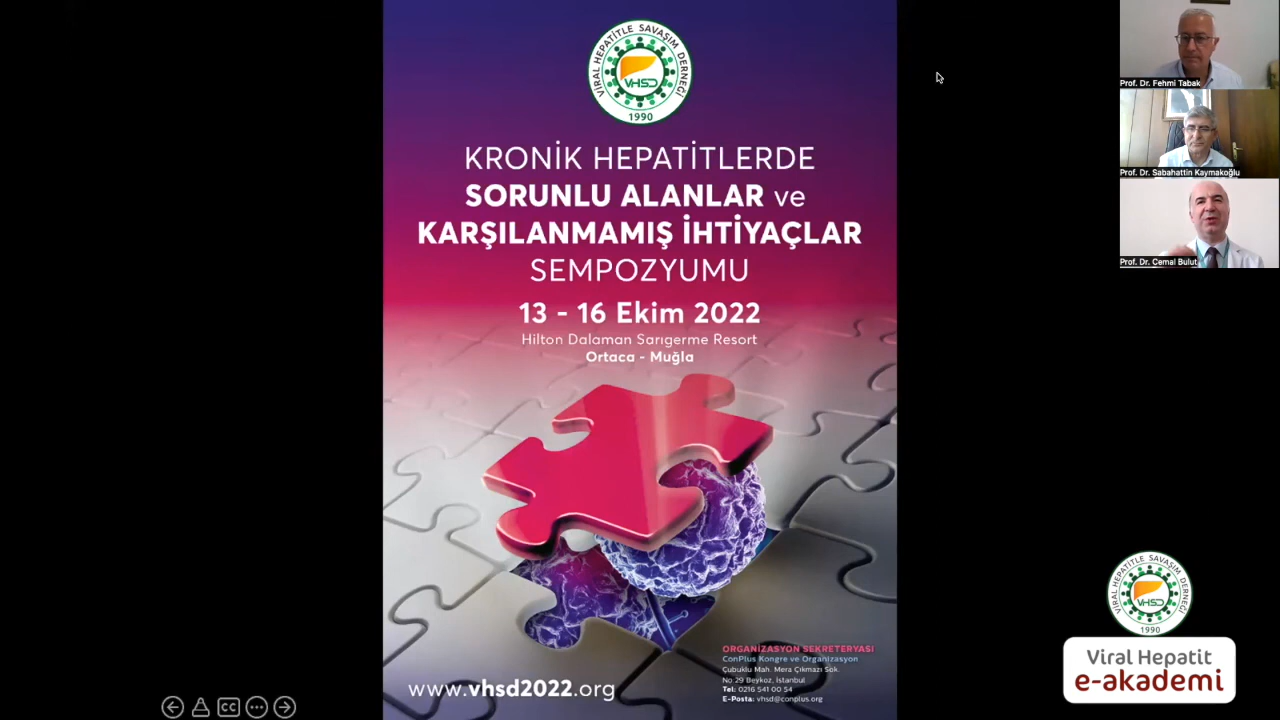 VİRAL HEPATİTLE SAVAŞIM DERNEĞİ
VHSD
1990
KRONİK HEPATİTLERDE
SORUNLU ALANLAR ve
KARŞILANMAMIŞ İHTİYAÇLAR
SEMPOZYUMU
13 - 16 Ekim 2022
Hilton Dalaman Sarıgerme Resort
Ortaca - Muğla
ORGANİZASYON SEKRETERYASI
ConPlus Kongre ve Organizasyon
Çubuklu Mah. Mera Çıkmazı Sok.
No:29 Beykoz, İstanbul
Tel: 0216 541 00 54
E-Posta: vhsd@conplus.org
www.vhsd2022.org
Prof. Dr. Fehmi Tabak
Prof. Dr. Sabahattin Kaymakoğlu
Prof. Dr. Cemal Bulut
VİRAL HEPATİTLE SAVAŞIM DERNEĞİ
VHSD
1990
Viral Hepatit
e-akademi
CC